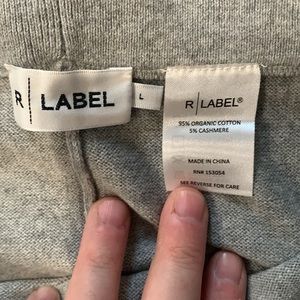 R | LABEL
L
R | LABEL®
95% ORGANIC COTTON
5% CASHMERE
MADE IN CHINA
RN# 153054
SEE REVERSE FOR CARE